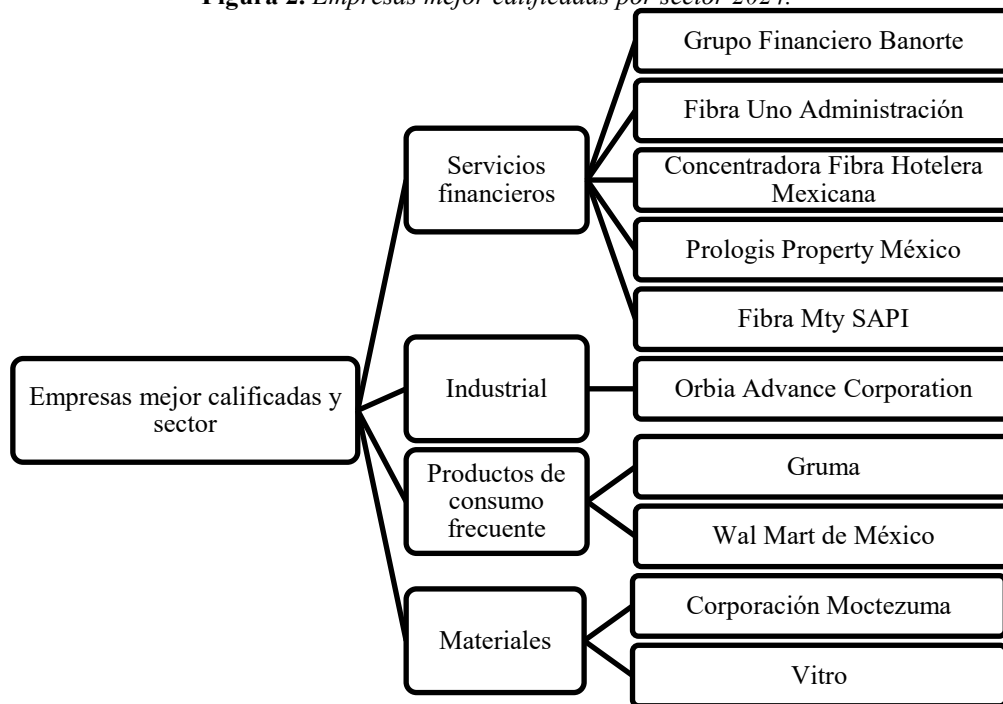 Figura 2. Empresas mejor calificadas por sector 2024.
Grupo Financiero Banorte
Fibra Uno Administración
Servicios
financieros
Concentradora Fibra Hotelera
Mexicana
Prologis Property México
Fibra Mty SAPI
Empresas mejor calificadas y
sector
Industrial
Orbia Advance Corporation
Productos de
consumo
frecuente
Gruma
Wal Mart de México
Materiales
Corporación Moctezuma
Vitro